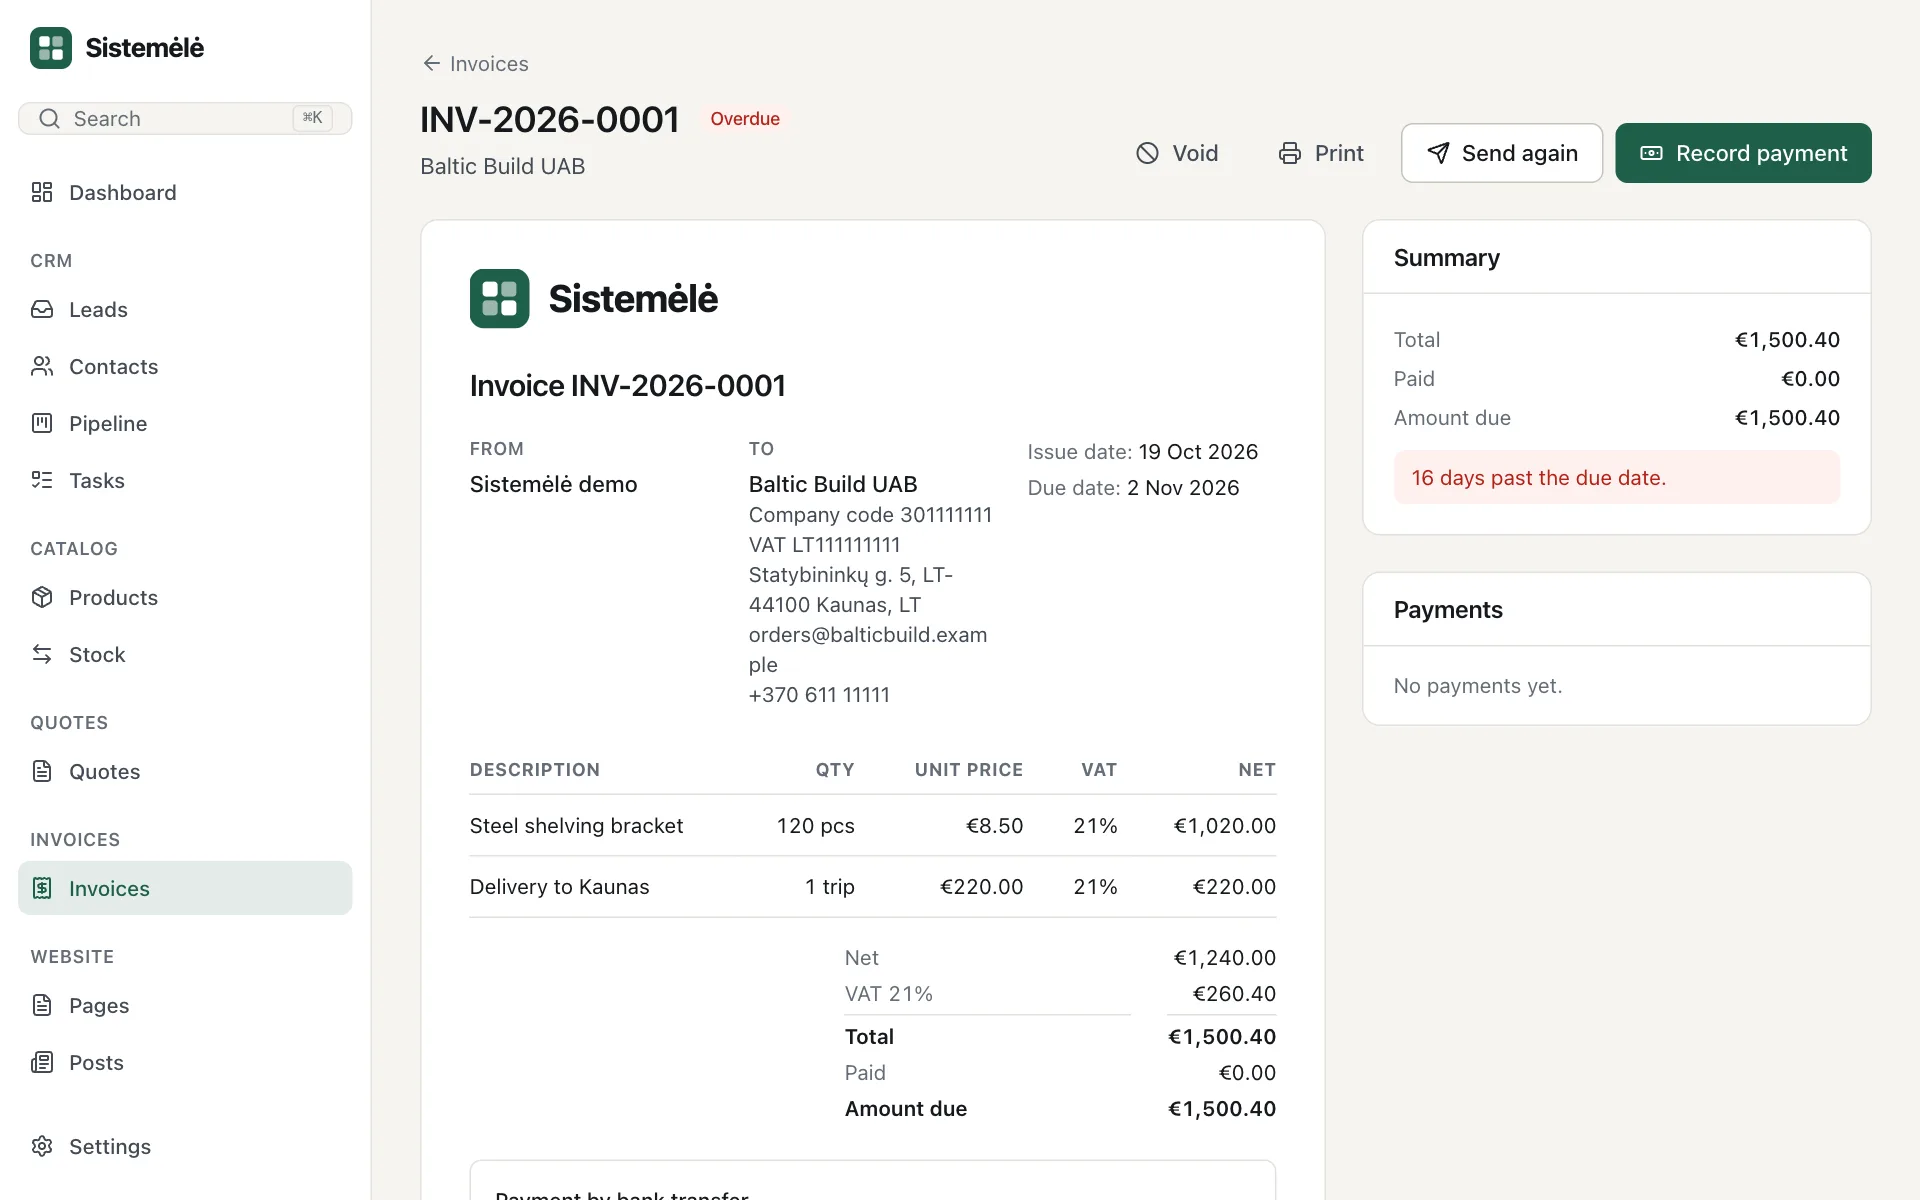 Sistemėlė
Search
⌘K
Dashboard
CRM
Leads
Contacts
Pipeline
Tasks
CATALOG
Products
Stock
QUOTES
Quotes
INVOICES
Invoices
WEBSITE
Pages
Posts
Settings
← Invoices
INV-2026-0001
Overdue
Baltic Build UAB
Void
Print
Send again
Record payment
Sistemėlė
Invoice INV-2026-0001
FROM
Sistemėlė demo
TO
Baltic Build UAB
Company code 301111111
VAT LT111111111
Statybininkų g. 5, LT-
44100 Kaunas, LT
orders@balticbuild.exam
ple
+370 611 11111
Issue date: 19 Oct 2026
Due date: 2 Nov 2026
DESCRIPTION QTY UNIT PRICE VAT NET
Steel shelving bracket 120 pcs €8.50 21% €1,020.00
Delivery to Kaunas 1 trip €220.00 21% €220.00
Net €1,240.00
VAT 21% €260.40
Total €1,500.40
Paid €0.00
Amount due €1,500.40
Payment by bank transfer
Summary
Total €1,500.40
Paid €0.00
Amount due €1,500.40
16 days past the due date.
Payments
No payments yet.